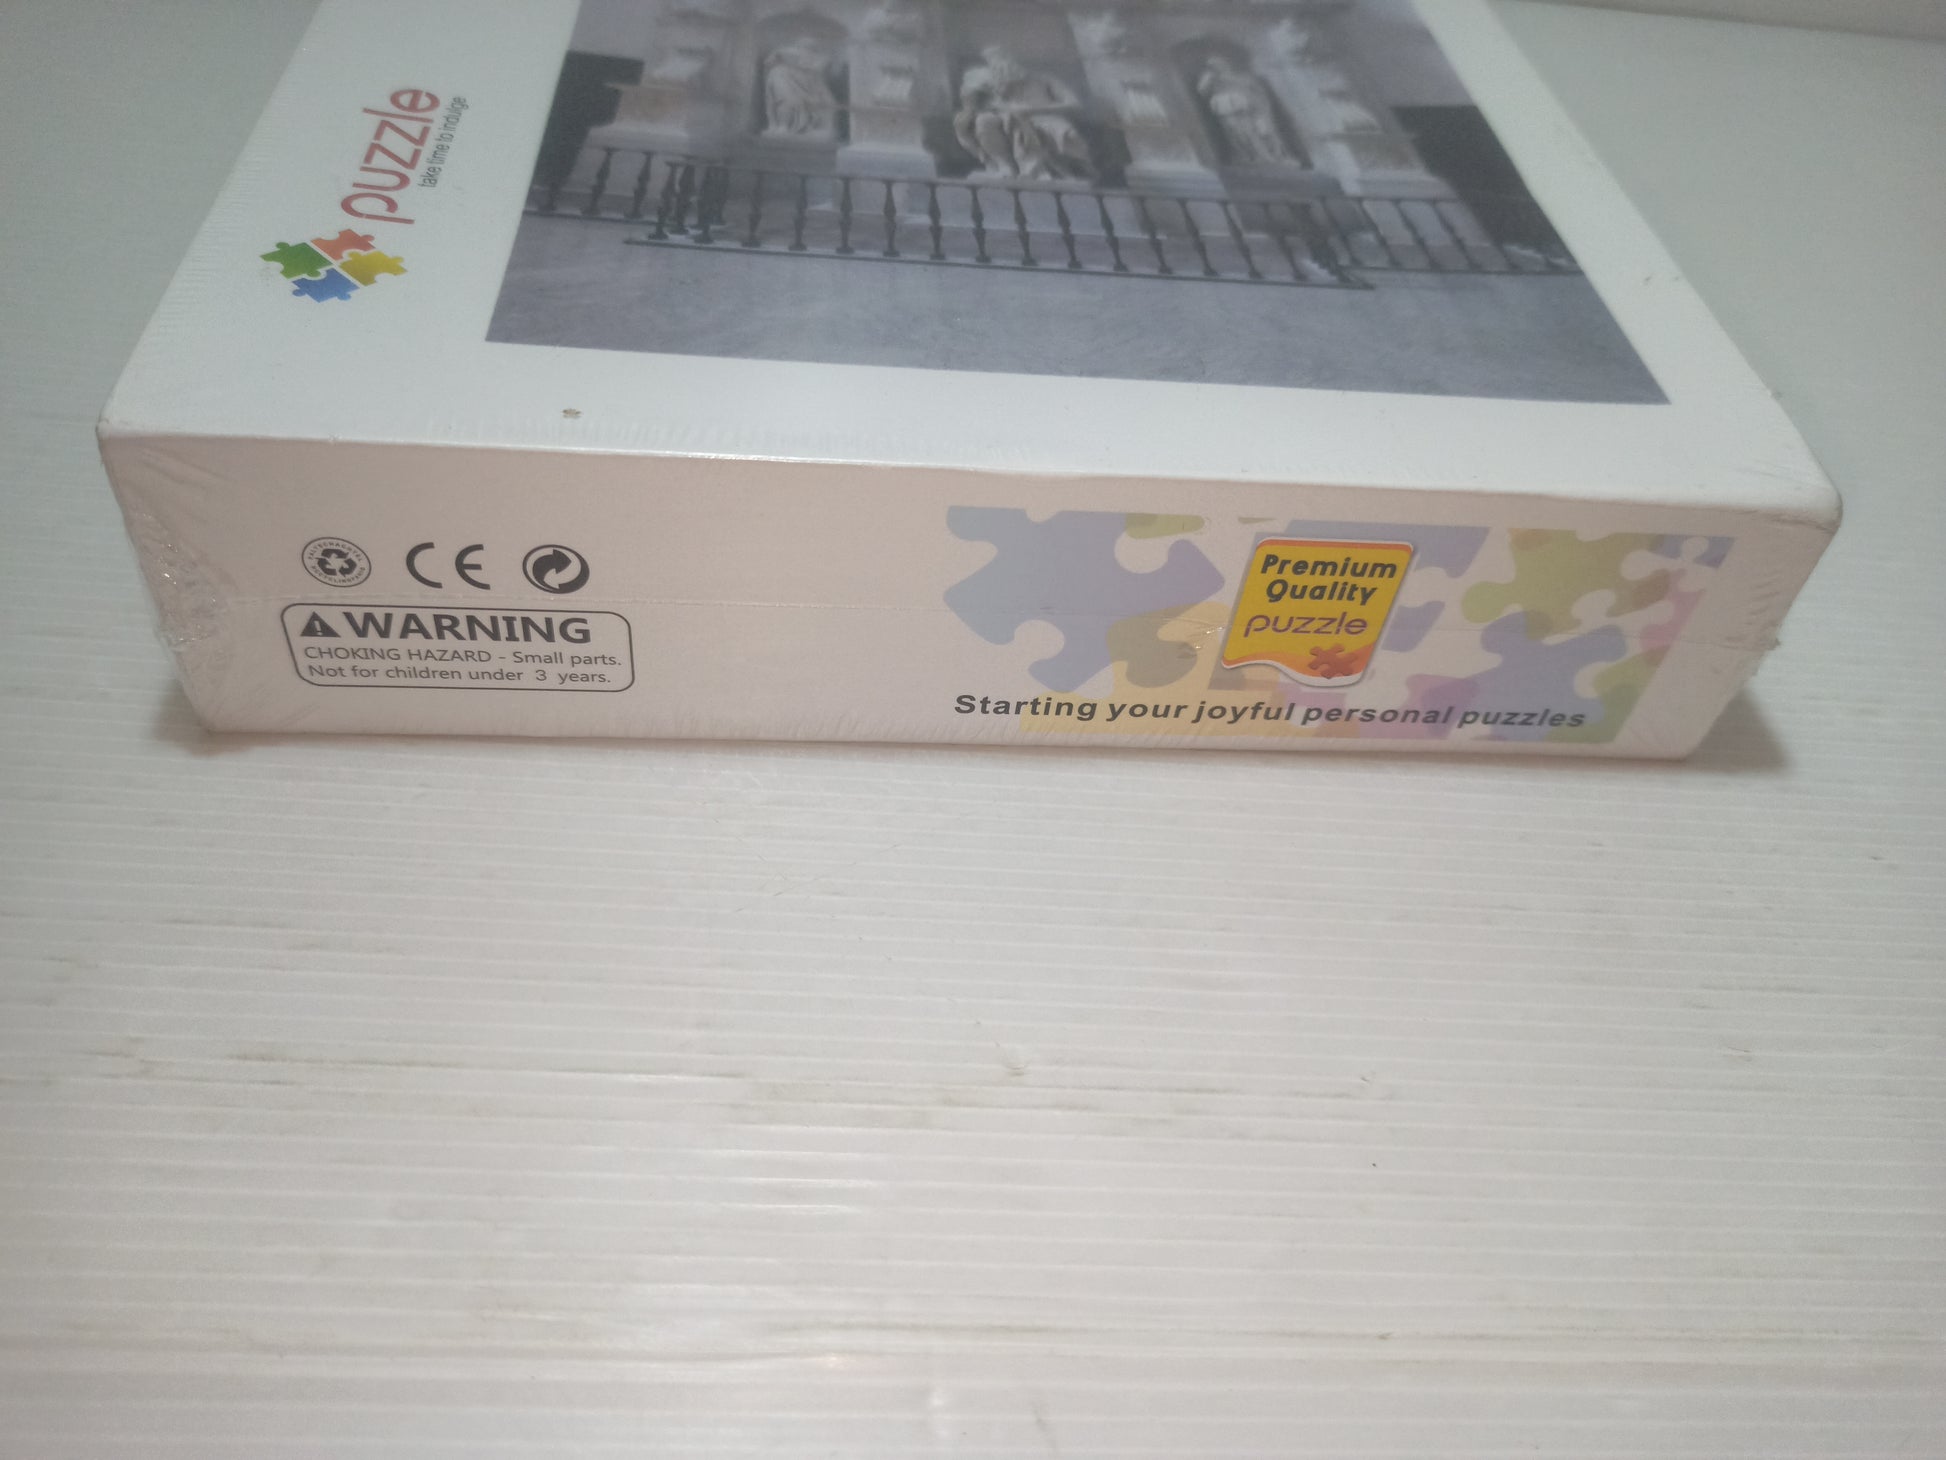 puzzle
take time to indulge
CE
WARNING
CHOKING HAZARD - Small parts.
Not for children under 3 years.
Premium
Quality
puzzle
Starting your joyful personal puzzles